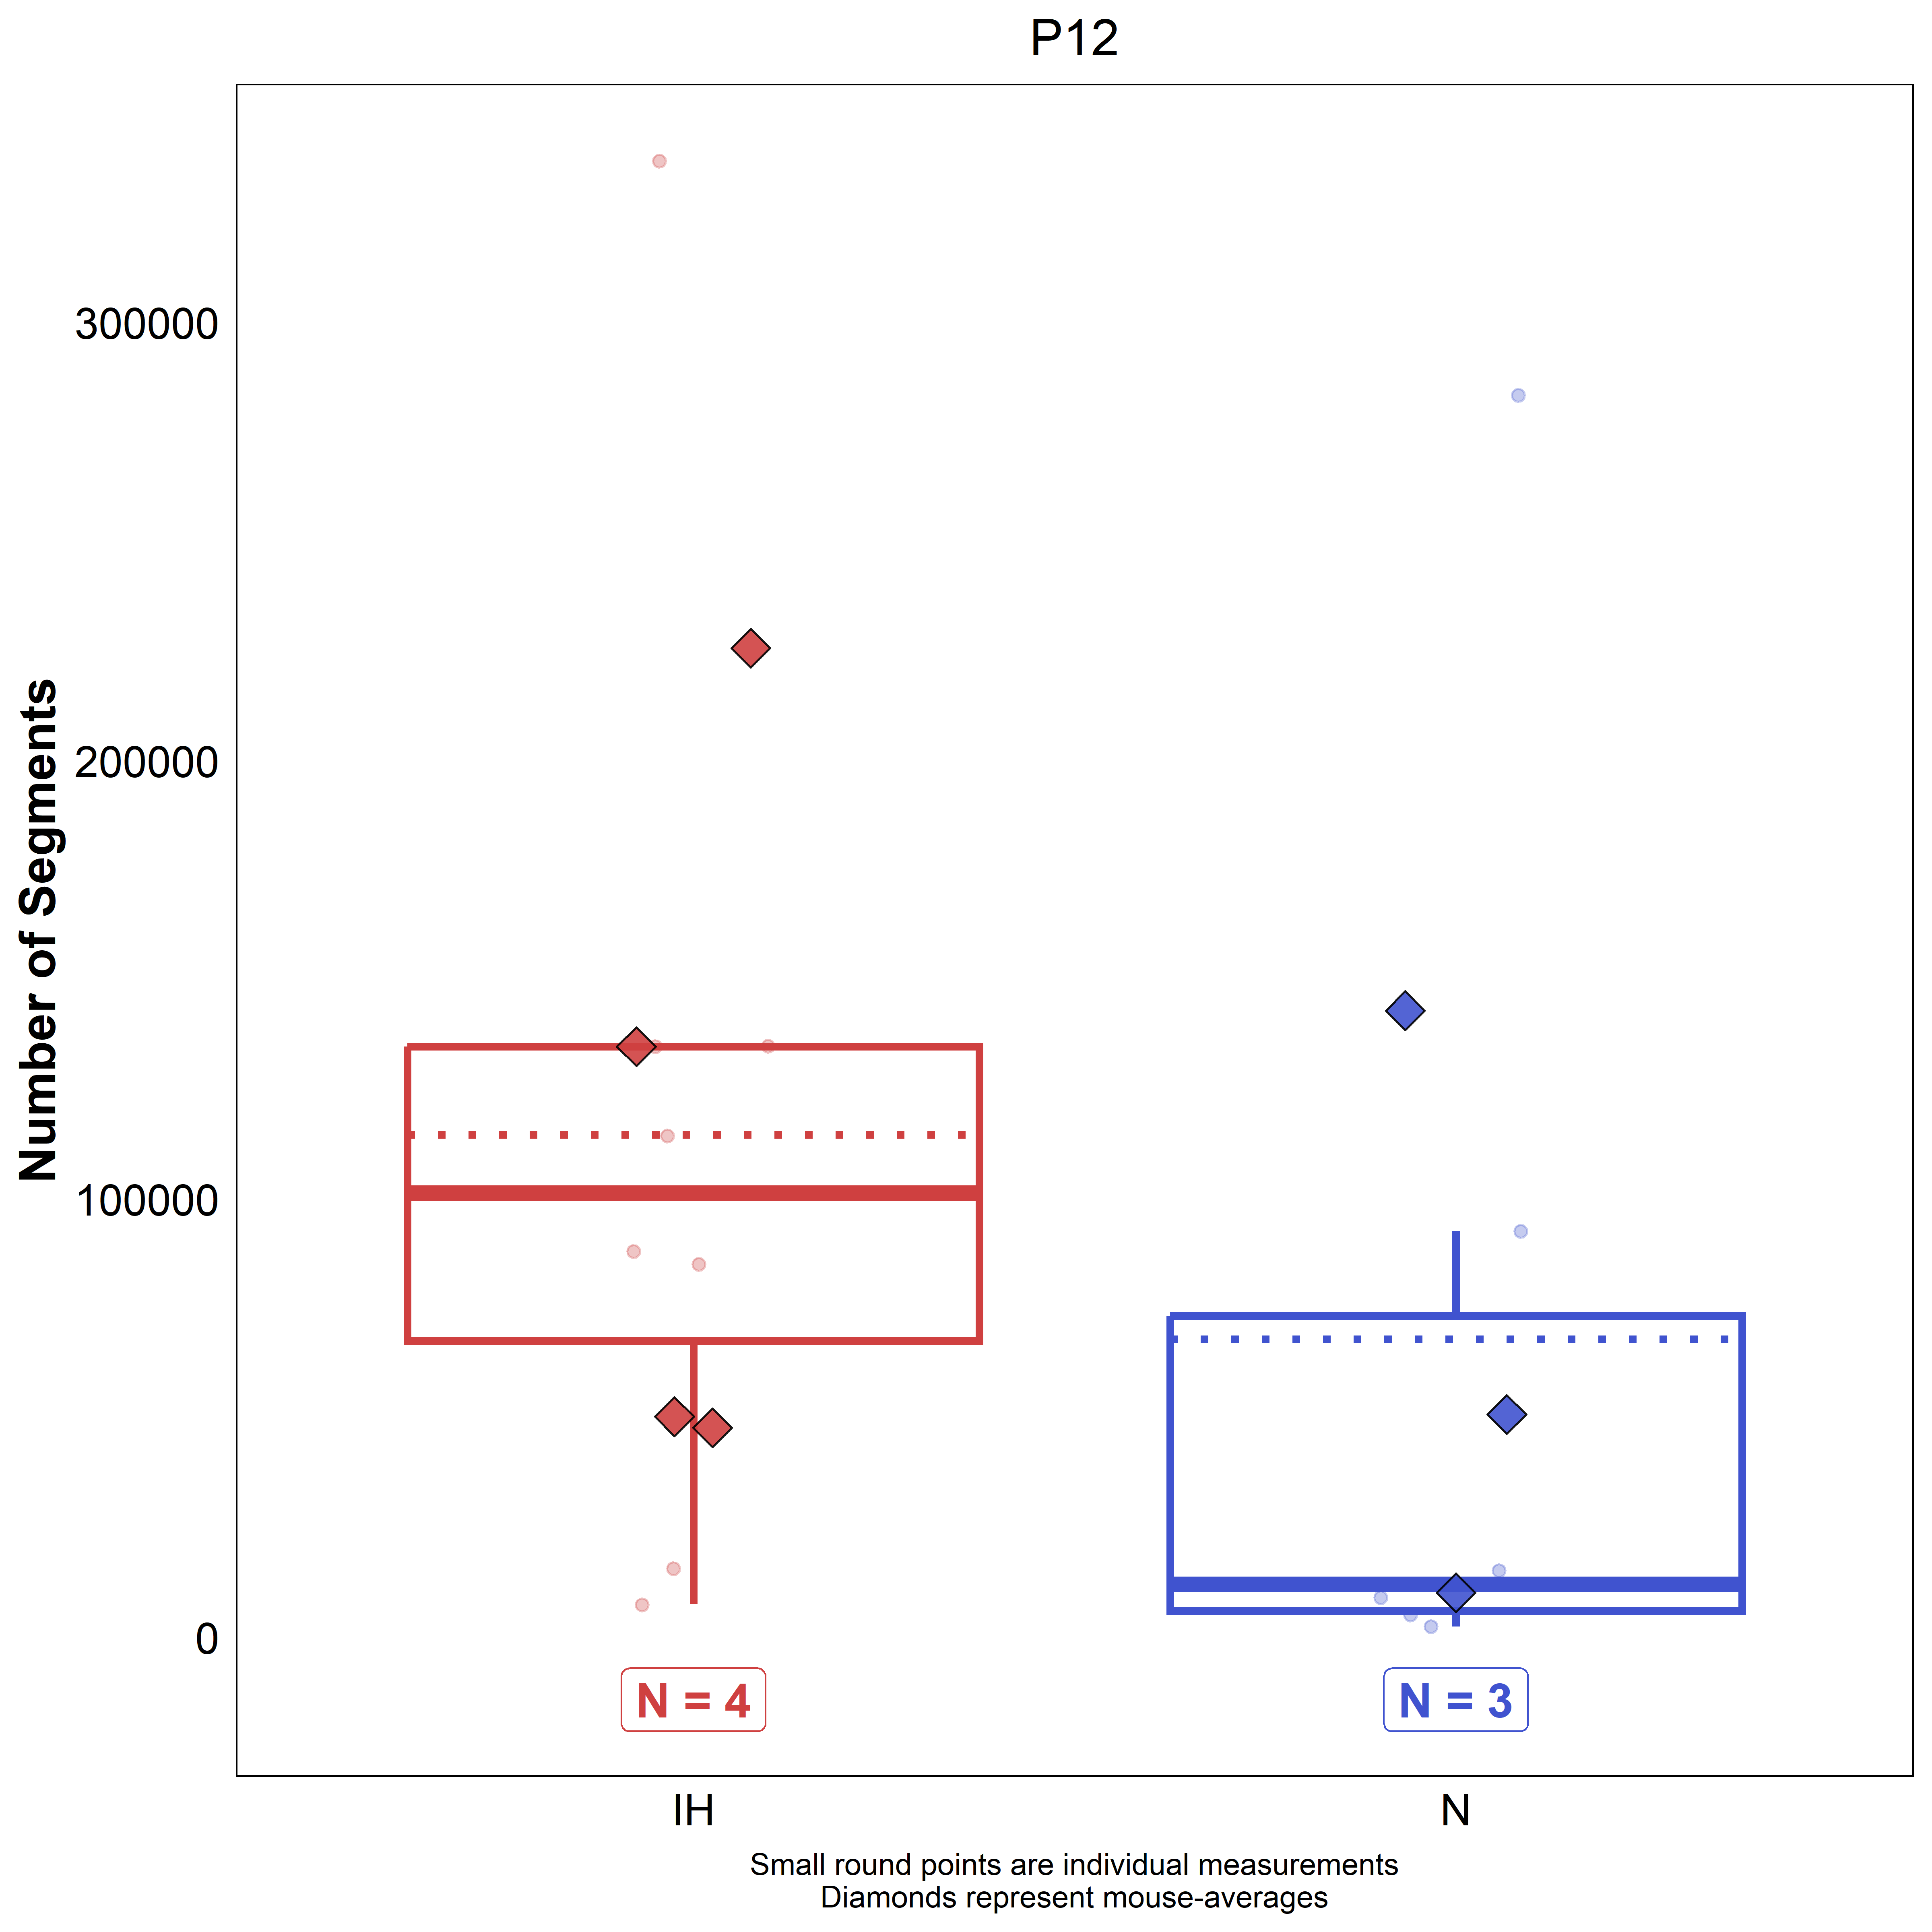 P12
Number of Segments
300000
200000
100000
0
N = 4
N = 3
IH
N
Small round points are individual measurements
Diamonds represent mouse-averages